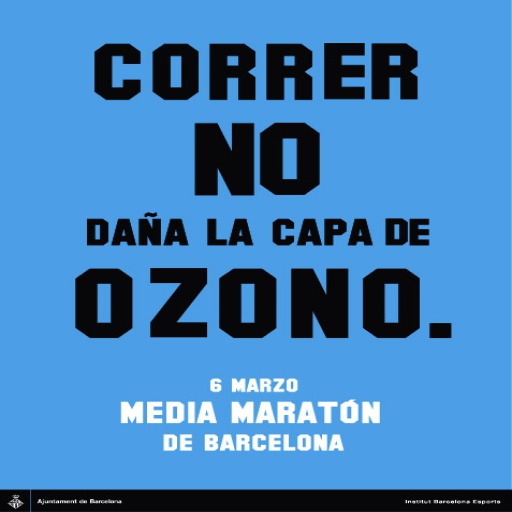 CORRER
NO
DAÑA LA CAPA DE
OZONO.
6 MARZO
MEDIA MARATÓN
DE BARCELONA
Ajuntament de Barcelona
Institut Barcelona Esports